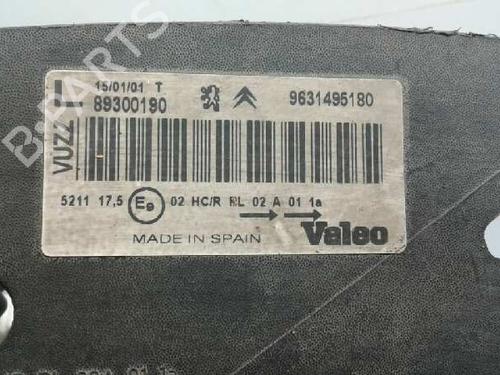 15/01/01 T
89300190
9631495180
VUZZ
5211 17,5 E9 02 HC/R RL 02 A 01 1a
MADE IN SPAIN
Valeo
B-PARTS